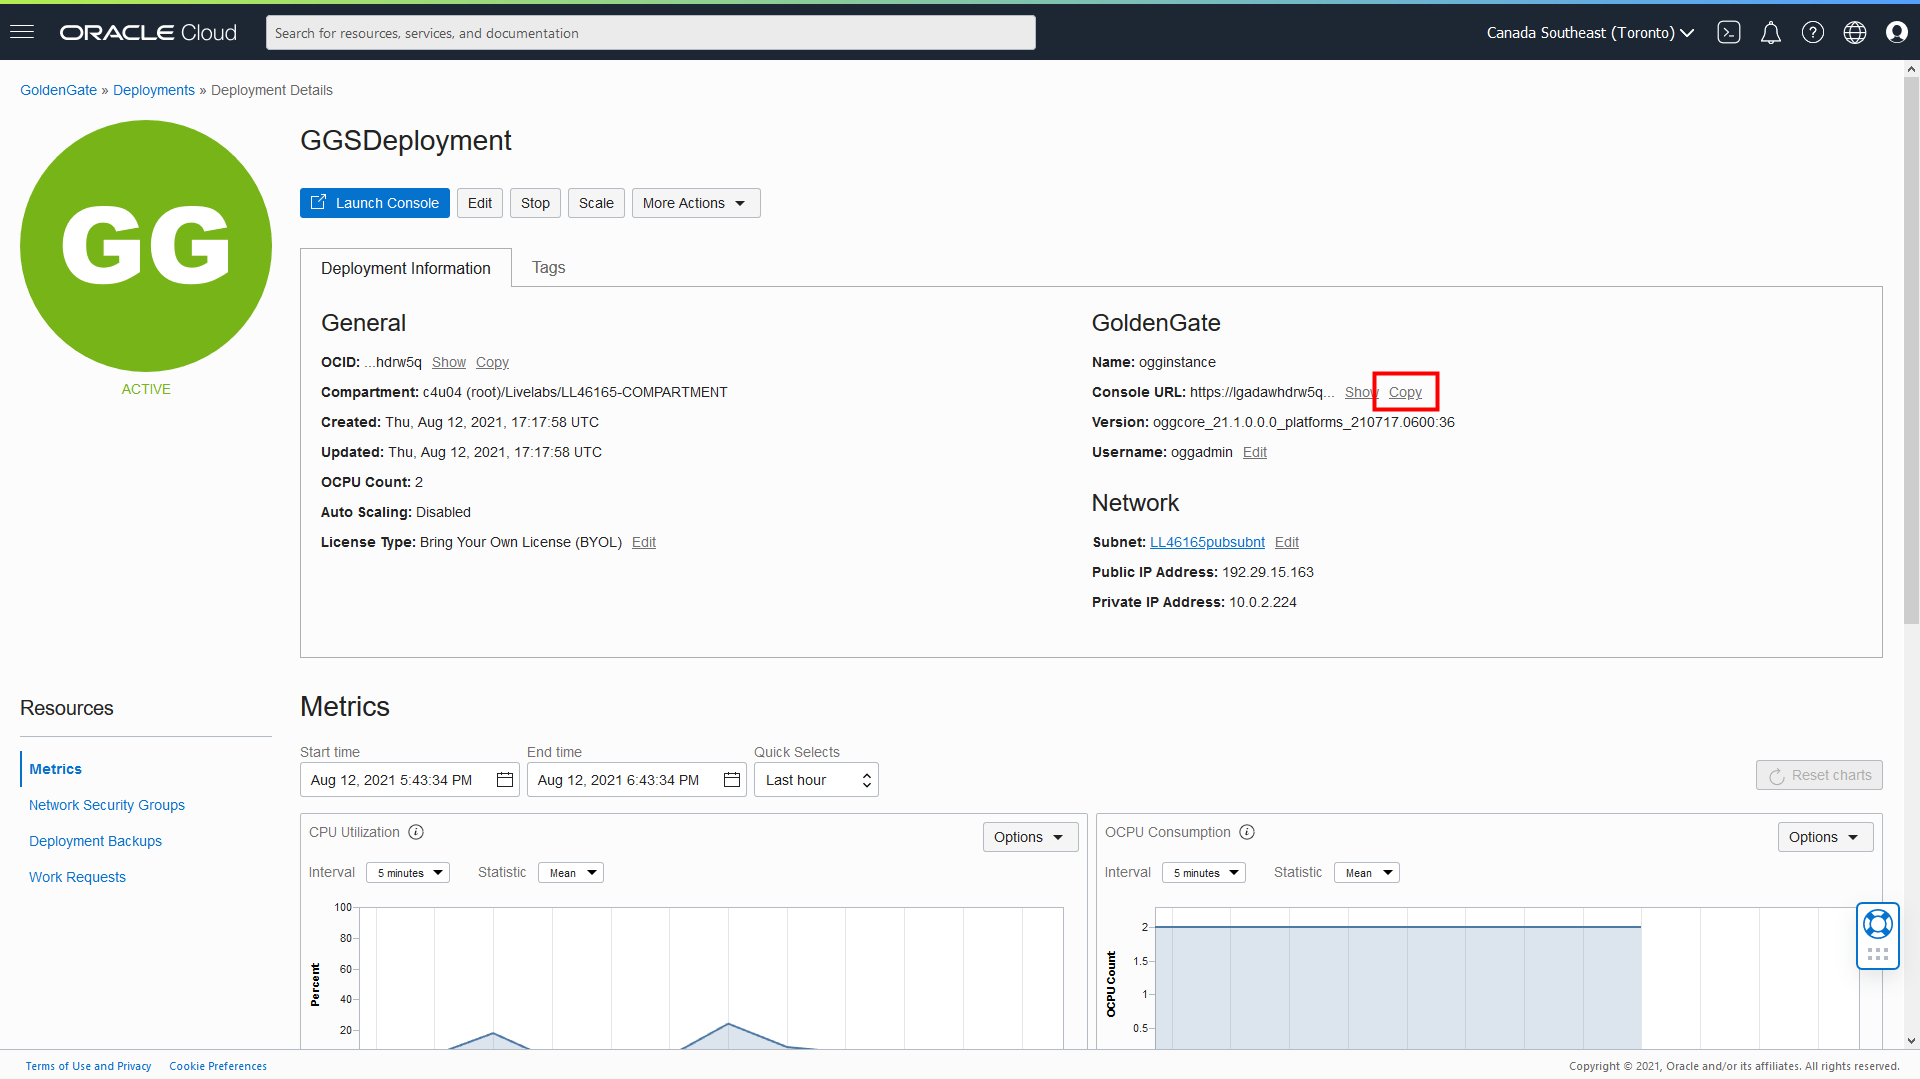 ORACLE Cloud
Search for resources, services, and documentation
Canada Southeast (Toronto)
GoldenGate » Deployments » Deployment Details
GG
ACTIVE
GGSDeployment
Launch Console
Edit
Stop
Scale
More Actions
Deployment Information
Tags
General
OCID: ...hdrw5q Show Copy
Compartment: c4u04 (root)/Livelabs/LL46165-COMPARTMENT
Created: Thu, Aug 12, 2021, 17:17:58 UTC
Updated: Thu, Aug 12, 2021, 17:17:58 UTC
OCPU Count: 2
Auto Scaling: Disabled
License Type: Bring Your Own License (BYOL) Edit
GoldenGate
Name: ogginstance
Console URL: https://lgadawhdrw5q... Show Copy
Version: oggcore_21.1.0.0.0_platforms_210717.0600:36
Username: oggadmin Edit
Network
Subnet: LL46165pubsubnt Edit
Public IP Address: 192.29.15.163
Private IP Address: 10.0.2.224
Resources
Metrics
Network Security Groups
Deployment Backups
Work Requests
Metrics
Start time
Aug 12, 2021 5:43:34 PM
End time
Aug 12, 2021 6:43:34 PM
Quick Selects
Last hour
Reset charts
CPU Utilization
Options
Interval 5 minutes Statistic Mean
Percent
100
80
60
40
20
OCPU Consumption
Options
Interval 5 minutes Statistic Mean
OCPU Count
2
1.5
1
0.5
Terms of Use and Privacy Cookie Preferences
Copyright © 2021, Oracle and/or its affiliates. All rights reserved.